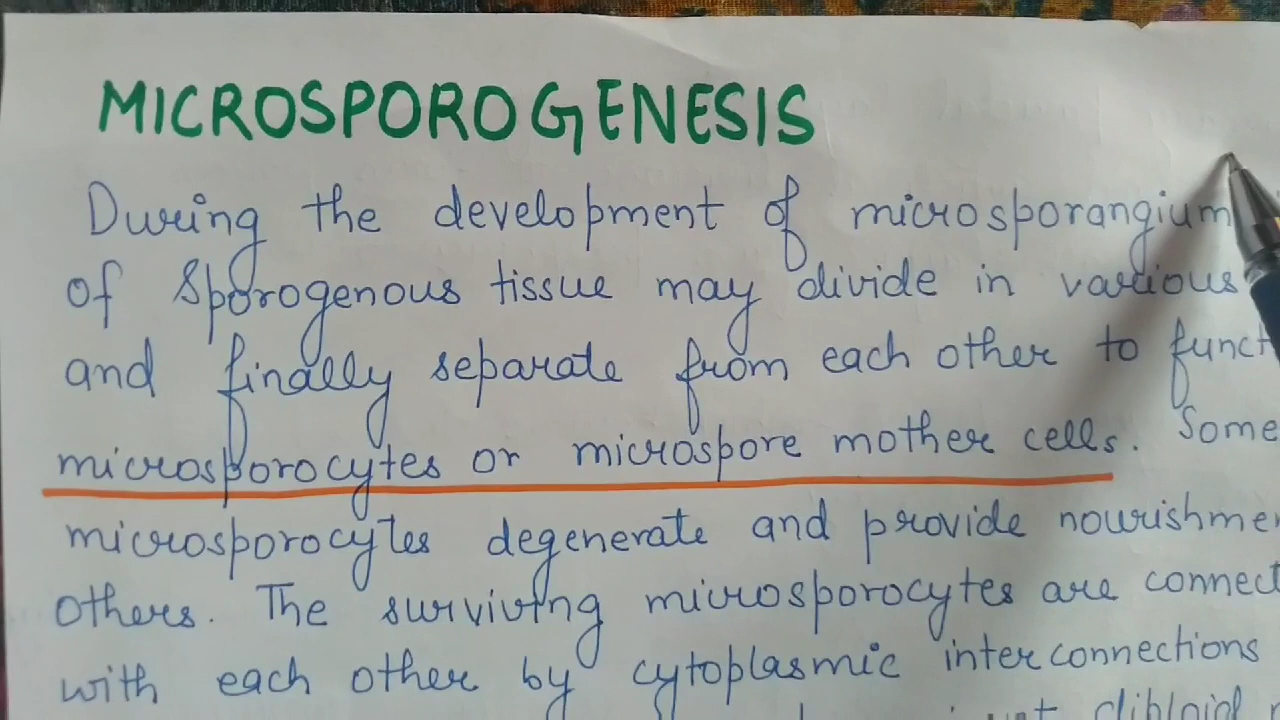 MICROSPOROGENESIS
During the development of microsporangium
of sporogenous tissue may divide in various
and finally separate from each other to funct
microsporocytes or microspore mother cells. Some
microsporocytes degenerate and provide nourishme
others. The surviving microsporocytes are connect
with each other by cytoplasmic interconnections
diploid